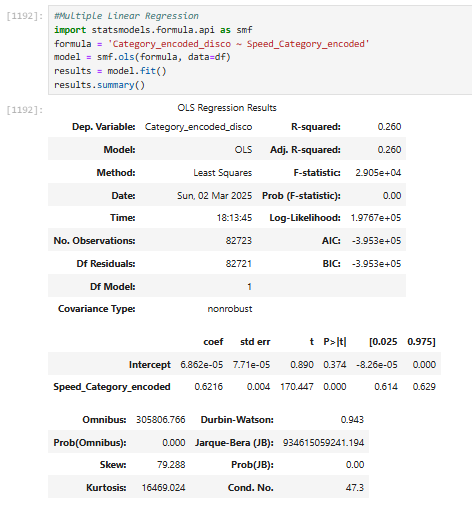 [1192]: #Multiple Linear Regression
import statsmodels.formula.api as smf
formula = 'Category_encoded_disco ~ Speed_Category_encoded'
model = smf.ols(formula, data=df)
results = model.fit()
results.summary()
[1192]: OLS Regression Results
Dep. Variable: Category_encoded_disco R-squared: 0.260
Model: OLS Adj. R-squared: 0.260
Method: Least Squares F-statistic: 2.905e+04
Date: Sun, 02 Mar 2025 Prob (F-statistic): 0.00
Time: 18:13:45 Log-Likelihood: 1.9767e+05
No. Observations: 82723 AIC: -3.953e+05
Df Residuals: 82721 BIC: -3.953e+05
Df Model: 1
Covariance Type: nonrobust
coef std err t P>|t| [0.025 0.975]
Intercept 6.862e-05 7.71e-05 0.890 0.374 -8.26e-05 0.000
Speed_Category_encoded 0.6216 0.004 170.447 0.000 0.614 0.629
Omnibus: 305806.766 Durbin-Watson: 0.943
Prob(Omnibus): 0.000 Jarque-Bera (JB): 934615059241.194
Skew: 79.288 Prob(JB): 0.00
Kurtosis: 16469.024 Cond. No. 47.3